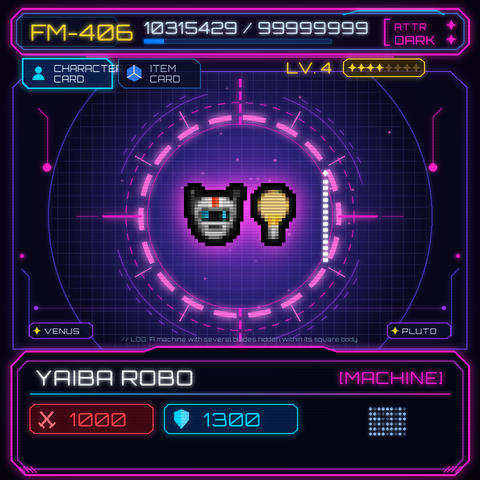 FM-406 10315429 / 99999999 ATTR DARK
CHARACTER CARD
ITEM CARD
LV.4
VENUS
PLUTO
// LOG: A machine with several blades hidden within its square body
YAIBA ROBO [MACHINE]
1000 1300